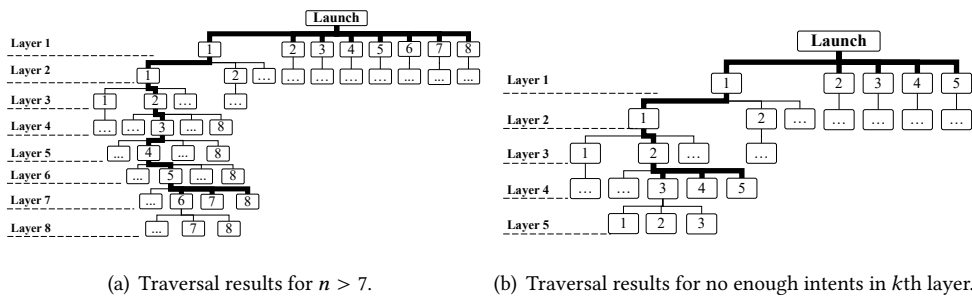 Launch
Layer 1
1 2 3 4 5 6 7 8
Layer 2
1 2 ... ... ... ... ... ... ... ...
Layer 3
1 2 ... ...
Layer 4
... ... 3 ... 8
Layer 5
... 4 ... 8
Layer 6
... 5 ... 8
Layer 7
... 6 7 8
Layer 8
... 7 8
(a) Traversal results for n > 7.
Launch
Layer 1
1 2 3 4 5
Layer 2
1 2 ... ... ... ... ...
Layer 3
1 2 ... ...
Layer 4
... ... 3 4 5
Layer 5
1 2 3
(b) Traversal results for no enough intents in kth layer.